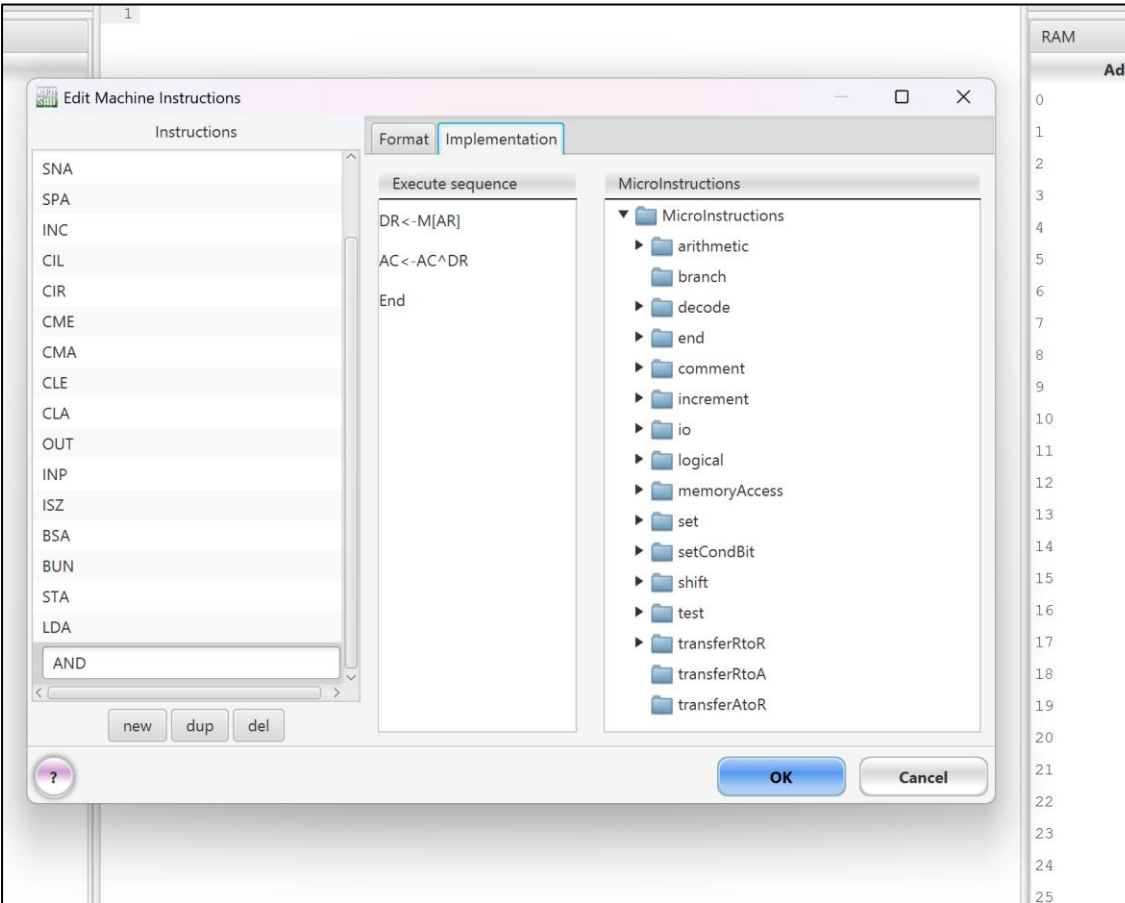 1
RAM
Ad
Edit Machine Instructions
Instructions
SNA
SPA
INC
CIL
CIR
CME
CMA
CLE
CLA
OUT
INP
ISZ
BSA
BUN
STA
LDA
AND
new dup del
Format Implementation
Execute sequence
DR<-M[AR]
AC<-AC^DR
End
MicroInstructions
MicroInstructions
arithmetic
branch
decode
end
comment
increment
io
logical
memoryAccess
set
setCondBit
shift
test
transferRtoR
transferRtoA
transferAtoR
?
OK Cancel
0
1
2
3
4
5
6
7
8
9
10
11
12
13
14
15
16
17
18
19
20
21
22
23
24
25